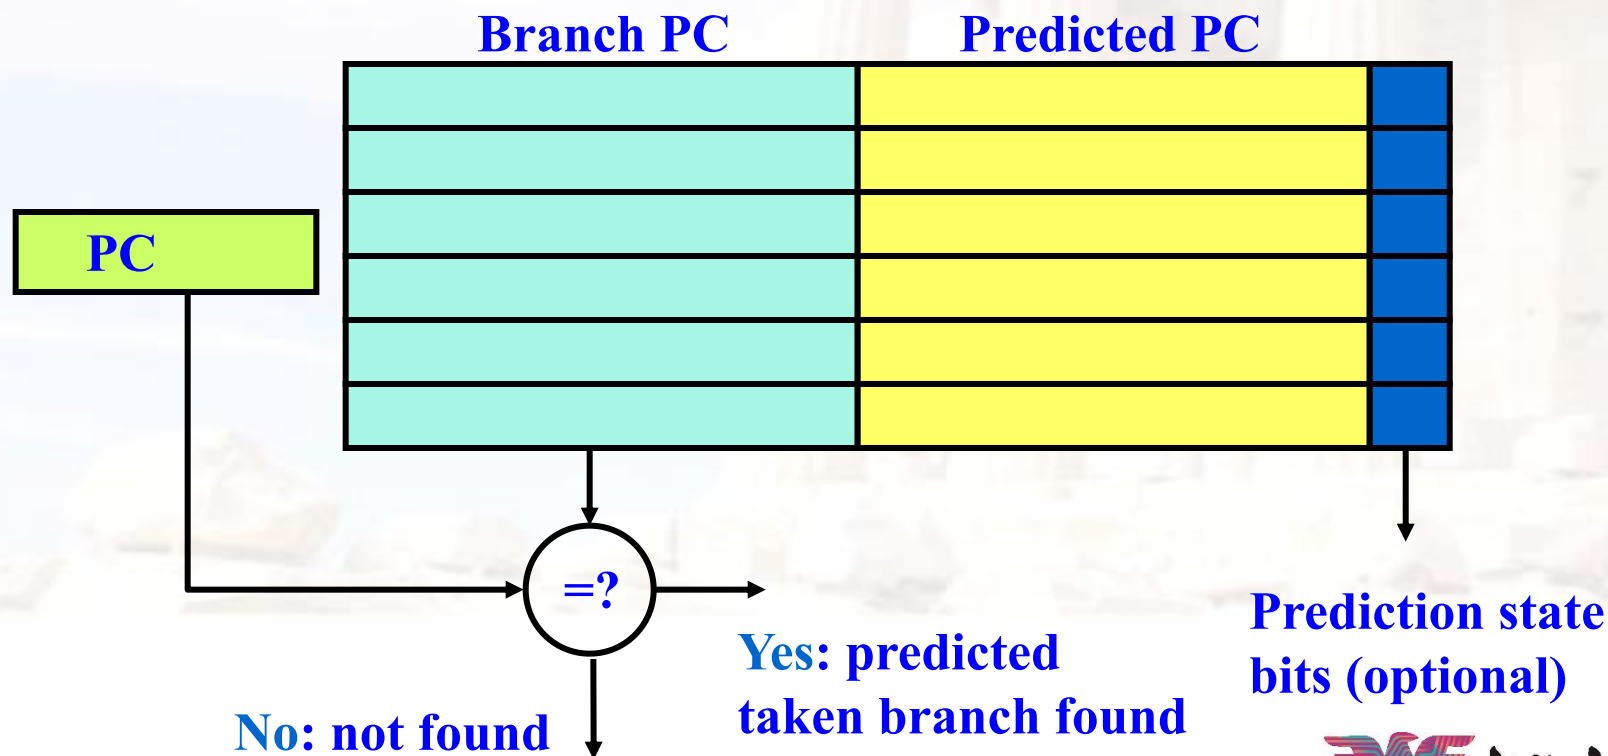 Branch PC
Predicted PC
PC
=?
Yes: predicted
taken branch found
No: not found
Prediction state
bits (optional)